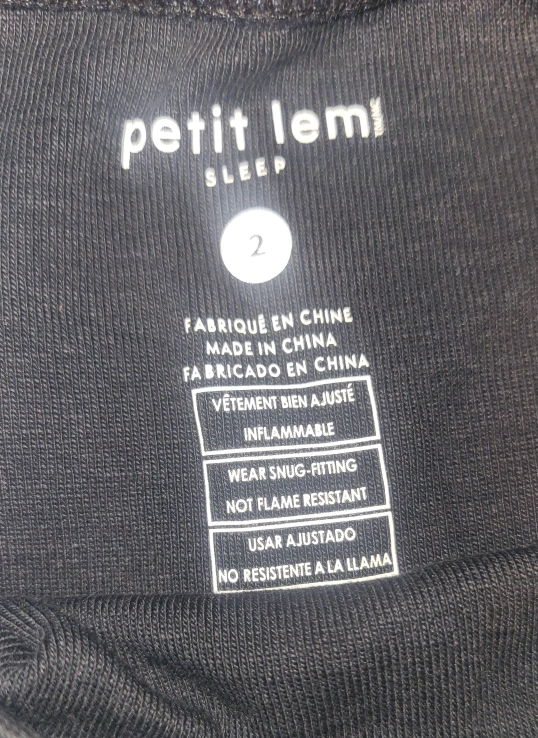 petit lem
SLEEP
2
FABRIQUÉ EN CHINE
MADE IN CHINA
FABRICADO EN CHINA
VÊTEMENT BIEN AJUSTÉ
INFLAMMABLE
WEAR SNUG-FITTING
NOT FLAME RESISTANT
USAR AJUSTADO
NO RESISTENTE A LA LLAMA